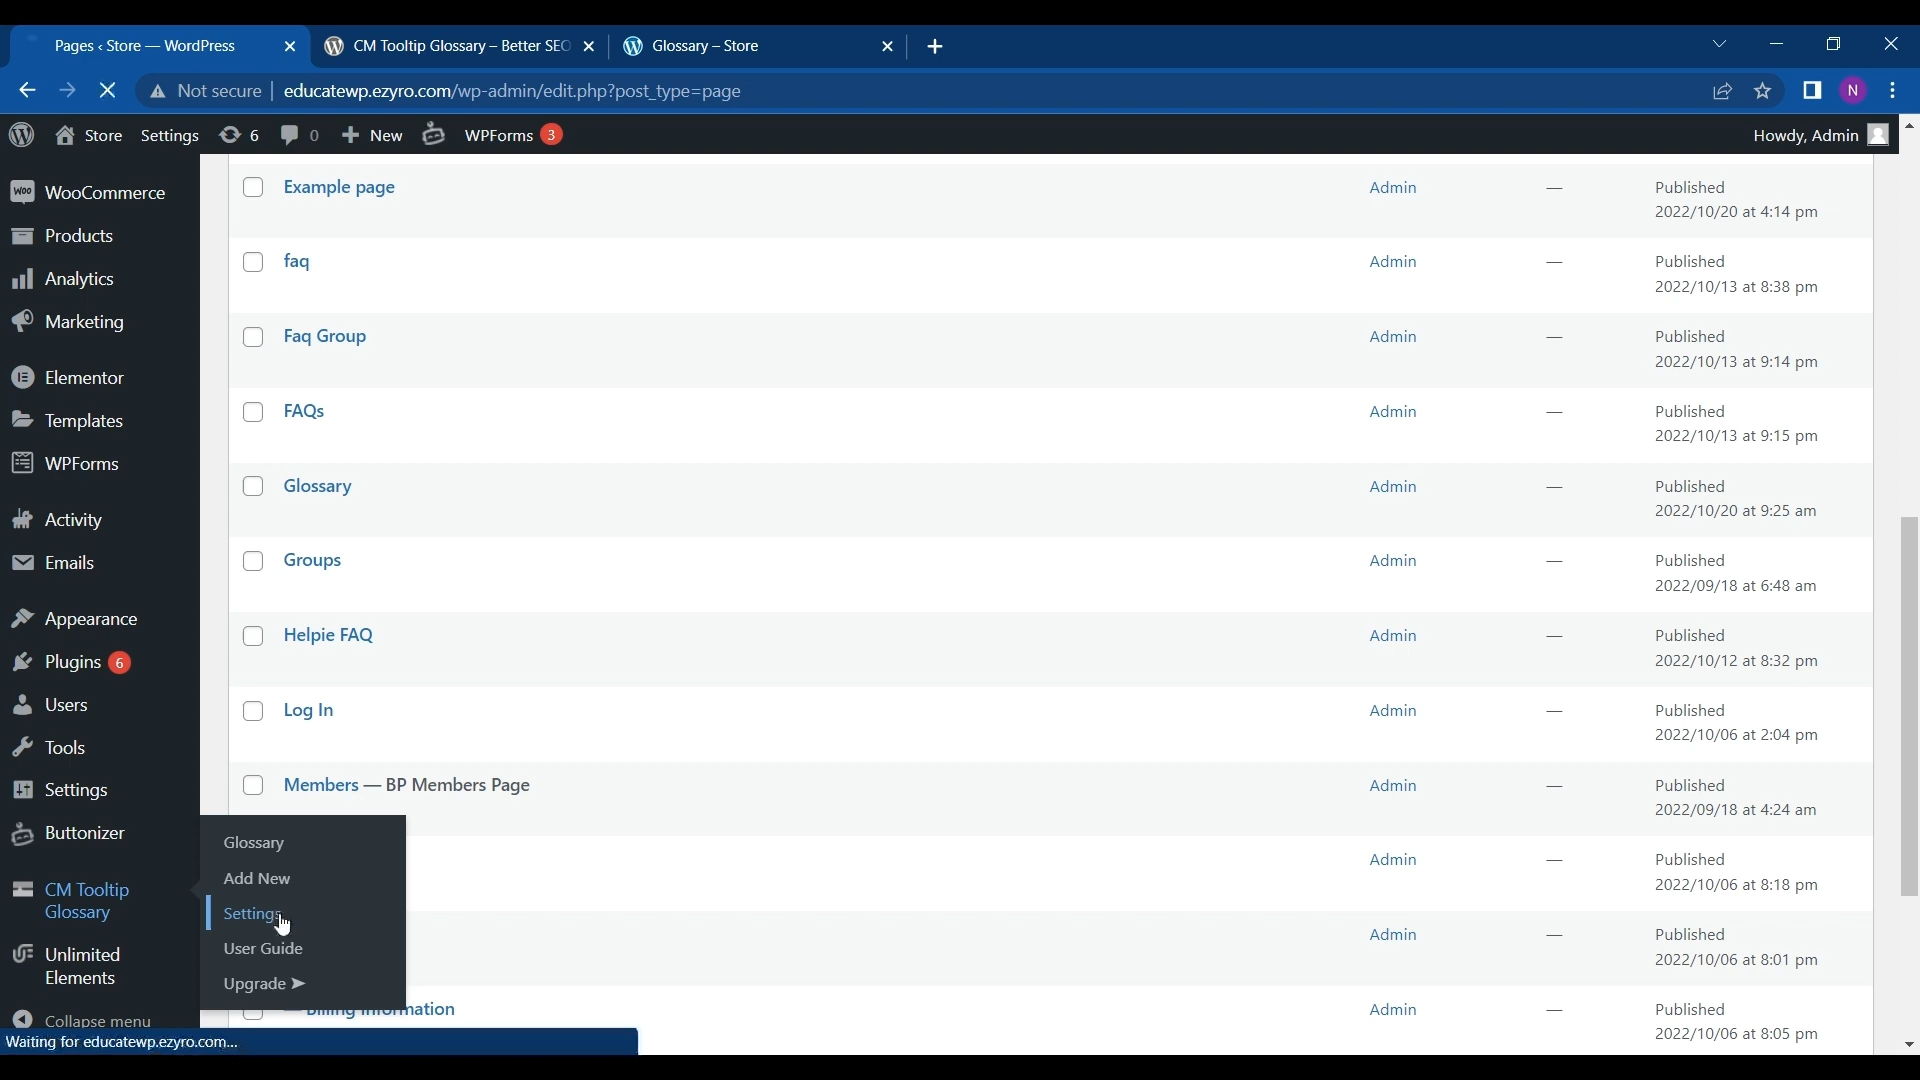 Pages ‹ Store — WordPress
CM Tooltip Glossary – Better SEO
Glossary – Store
Not secure
educatewp.ezyro.com/wp-admin/edit.php?post_type=page
N
Store
Settings
6
0
New
WPForms 3
Howdy, Admin
WooCommerce
Products
Analytics
Marketing
Elementor
Templates
WPForms
Activity
Emails
Appearance
Plugins 6
Users
Tools
Settings
Buttonizer
CM Tooltip
Glossary
Unlimited
Elements
Collapse menu
Glossary
Add New
Settings
User Guide
Upgrade ➤
Example page Admin — Published
2022/10/20 at 4:14 pm
faq Admin — Published
2022/10/13 at 8:38 pm
Faq Group Admin — Published
2022/10/13 at 9:14 pm
FAQs Admin — Published
2022/10/13 at 9:15 pm
Glossary Admin — Published
2022/10/20 at 9:25 am
Groups Admin — Published
2022/09/18 at 6:48 am
Helpie FAQ Admin — Published
2022/10/12 at 8:32 pm
Log In Admin — Published
2022/10/06 at 2:04 pm
Members — BP Members Page Admin — Published
2022/09/18 at 4:24 am
Admin — Published
2022/10/06 at 8:18 pm
Admin — Published
2022/10/06 at 8:01 pm
— Billing Information Admin — Published
2022/10/06 at 8:05 pm
Waiting for educatewp.ezyro.com...